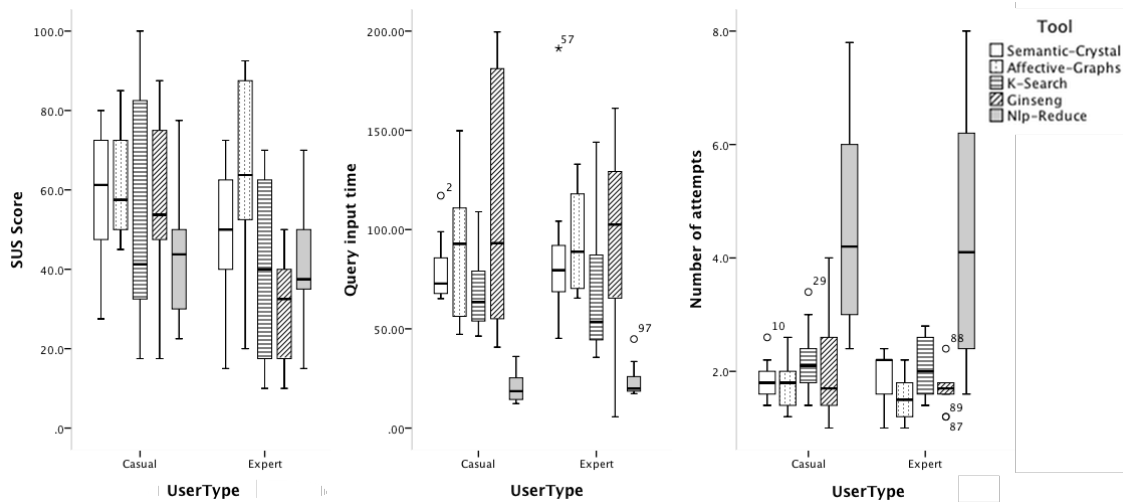 100.0
80.0
60.0
40.0
20.0
.0
SUS Score
Casual
Expert
UserType
200.00
150.00
100.00
50.00
.00
Query input time
2
57
97
Casual
Expert
UserType
8.0
6.0
4.0
2.0
Number of attempts
10
29
88
89
87
Casual
Expert
UserType
Tool
Semantic-Crystal
Affective-Graphs
K-Search
Ginseng
Nlp-Reduce